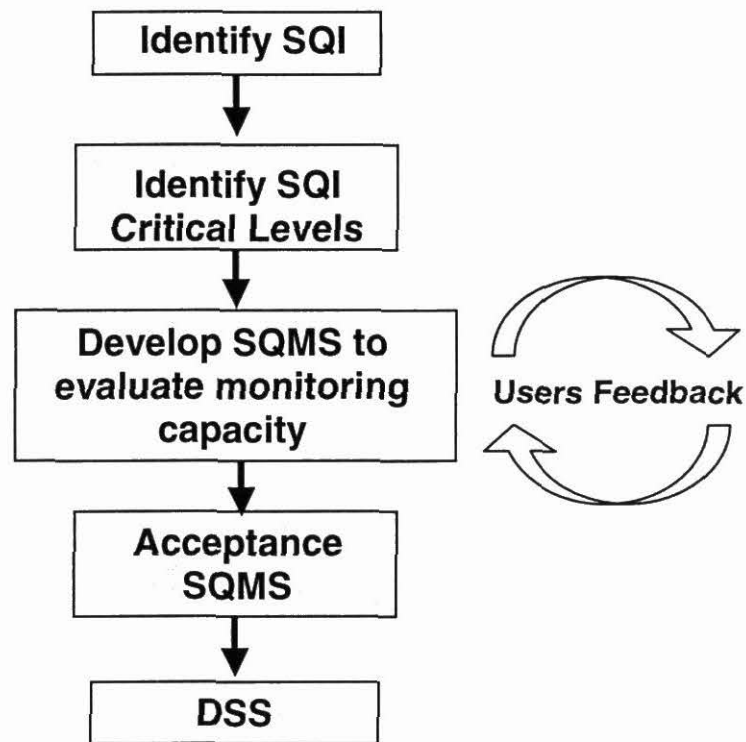 Identify SQI
Identify SQI
Critical Levels
Develop SQMS to
evaluate monitoring
capacity
Users Feedback
Acceptance
SQMS
DSS